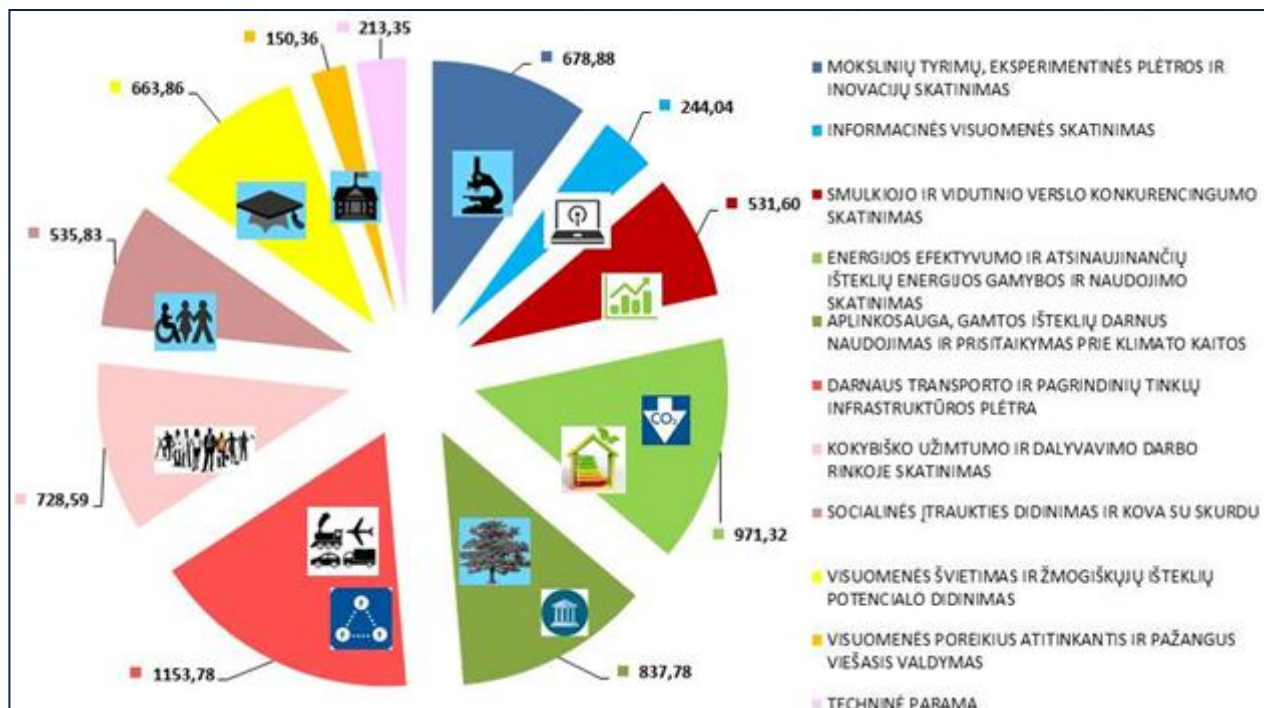 213,35
150,36
678,88
663,86
244,04
531,60
535,83
728,59
971,32
1153,78
837,78
CO₂
MOKSLINIŲ TYRIMŲ, EKSPERIMENTINĖS PLĖTROS IR
INOVACIJŲ SKATINIMAS
INFORMACINĖS VISUOMENĖS SKATINIMAS
SMULKIOJO IR VIDUTINIO VERSLO KONKURENCINGUMO
SKATINIMAS
ENERGIJOS EFEKTYVUMO IR ATSINAUJINANČIŲ
IŠTEKLIŲ ENERGIJOS GAMYBOS IR NAUDOJIMO
SKATINIMAS
APLINKOSAUGA, GAMTOS IŠTEKLIŲ DARNUS
NAUDOJIMAS IR PRISITAIKYMAS PRIE KLIMATO KAITOS
DARNAUS TRANSPORTO IR PAGRINDINIŲ TINKLŲ
INFRASTRUKTŪROS PLĖTRA
KOKYBIŠKO UŽIMTUMO IR DALYVAVIMO DARBO
RINKOJE SKATINIMAS
SOCIALINĖS ĮTRAUKTIES DIDINIMAS IR KOVA SU SKURDU
VISUOMENĖS ŠVIETIMAS IR ŽMOGIŠKŲJŲ IŠTEKLIŲ
POTENCIALO DIDINIMAS
VISUOMENĖS POREIKIUS ATITINKANTIS IR PAŽANGUS
VIEŠASIS VALDYMAS
TECHNINĖ PARAMA